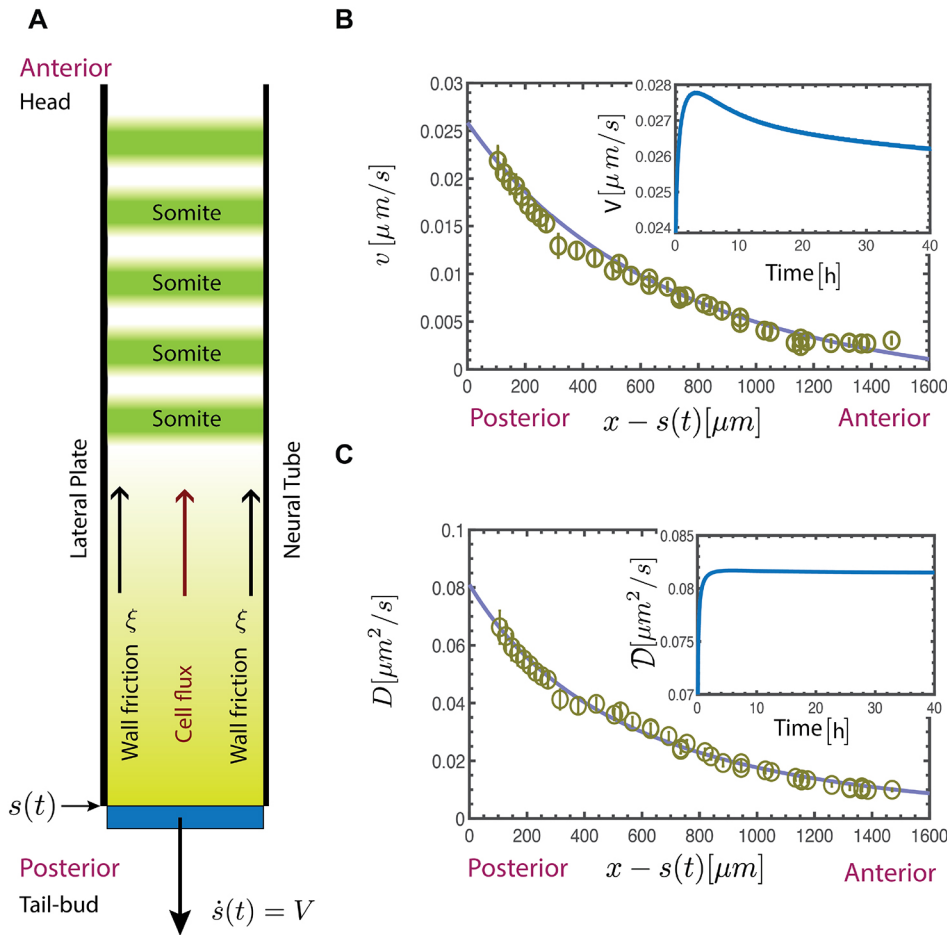 A
Anterior
Head
Somite
Somite
Somite
Somite
Lateral Plate
Neural Tube
Wall friction ξ
Cell flux
Wall friction ξ
s(t)
Posterior
Tail-bud
ṡ(t) = V
B
0.03
0.025
0.02
0.015
0.01
0.005
0
v [μm/s]
0 200 400 600 800 1000 1200 1400 1600
Posterior x − s(t)[μm] Anterior
0.028
0.027
0.026
0.025
0.024
V[μm/s]
0 10 20 30 40
Time[h]
C
0.1
0.08
0.06
0.04
0.02
0
D[μm²/s]
0 200 400 600 800 1000 1200 1400 1600
Posterior x − s(t)[μm] Anterior
0.085
0.08
0.075
0.07
𝒟[μm²/s]
0 10 20 30 40
Time[h]